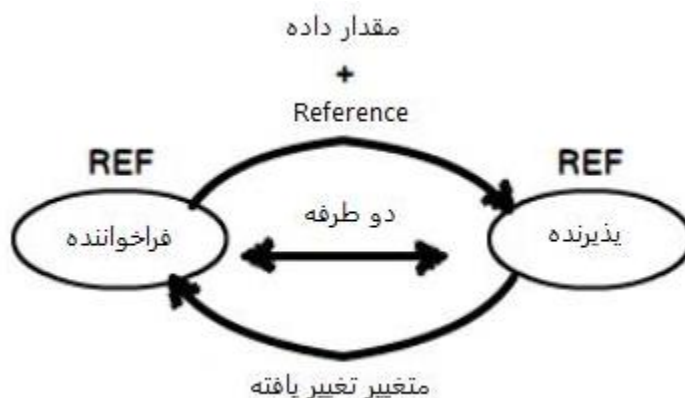 مقدار داده
+
Reference
REF
REF
فراخواننده
دو طرفه
پذیرنده
متغییر تغییر یافته